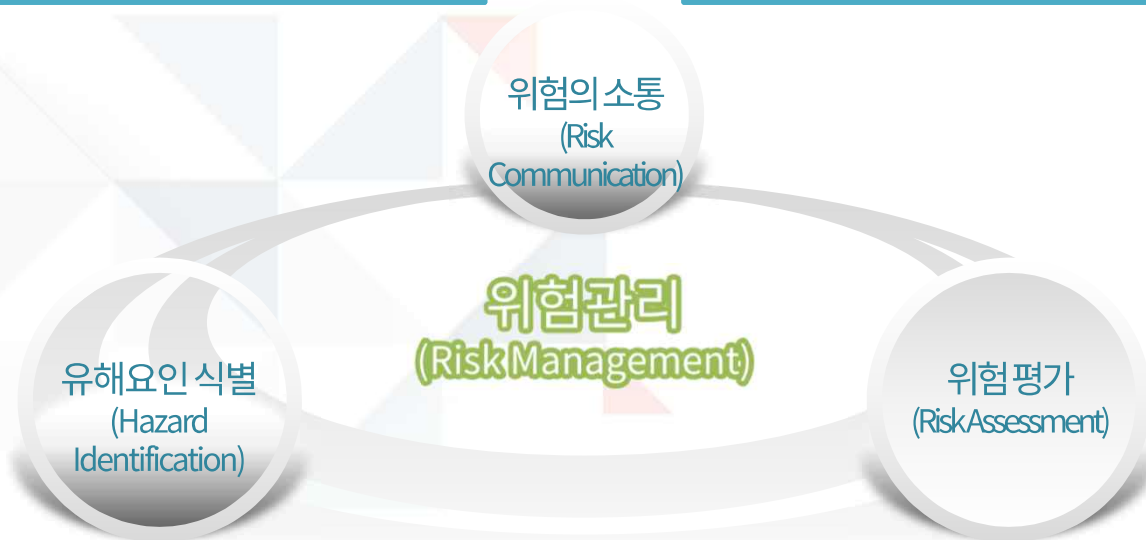 위험의 소통
(Risk
Communication)
위험관리
(Risk Management)
유해요인 식별
(Hazard
Identification)
위험 평가
(Risk Assessment)